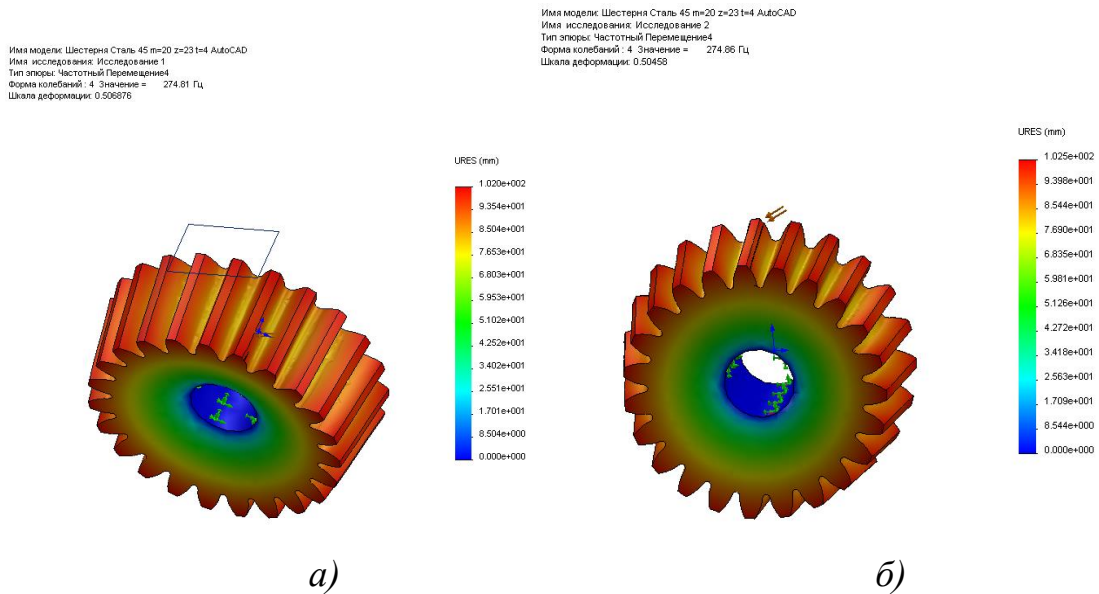 Имя модели: Шестерня Сталь 45 m=20 z=23 t=4 AutoCAD
Имя исследования: Исследование 1
Тип эпюры: Частотный Перемещение4
Форма колебаний : 4 Значение = 274.81 Гц
Шкала деформации: 0.506876
URES (mm)
1.020e+002
9.354e+001
8.504e+001
7.653e+001
6.803e+001
5.953e+001
5.102e+001
4.252e+001
3.402e+001
2.551e+001
1.701e+001
8.504e+000
0.000e+000
а)
Имя модели: Шестерня Сталь 45 m=20 z=23 t=4 AutoCAD
Имя исследования: Исследование 2
Тип эпюры: Частотный Перемещение4
Форма колебаний : 4 Значение = 274.86 Гц
Шкала деформации: 0.50458
URES (mm)
1.025e+002
9.398e+001
8.544e+001
7.690e+001
6.835e+001
5.981e+001
5.126e+001
4.272e+001
3.418e+001
2.563e+001
1.709e+001
8.544e+000
0.000e+000
б)